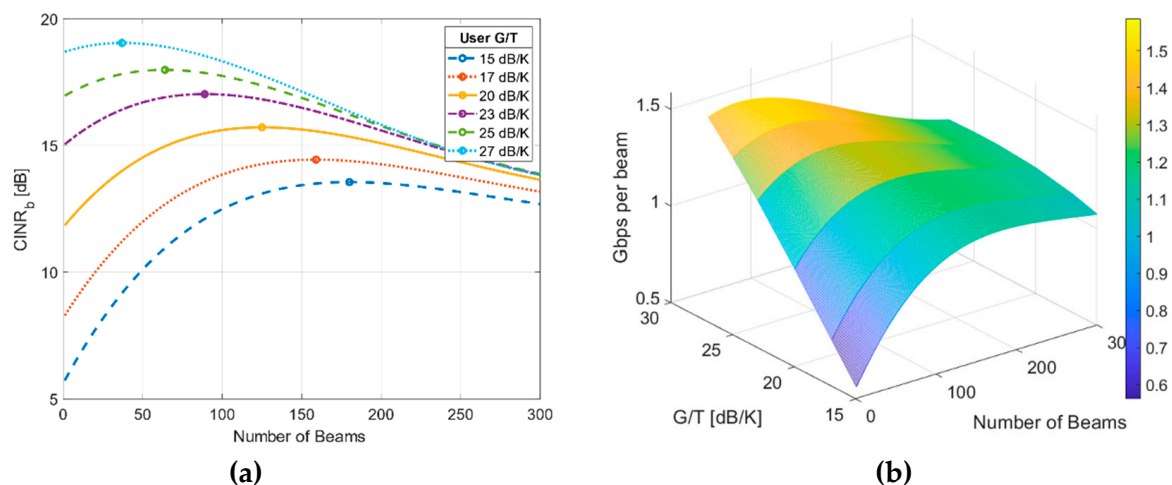 20
15
10
5
CINR_b [dB]
0 50 100 150 200 250 300
Number of Beams
User G/T
15 dB/K
17 dB/K
20 dB/K
23 dB/K
25 dB/K
27 dB/K
(a)
1.5
1
0.5
Gbps per beam
30
25
20
15
G/T [dB/K]
0
100
200
30
Number of Beams
1.5
1.4
1.3
1.2
1.1
1
0.9
0.8
0.7
0.6
(b)